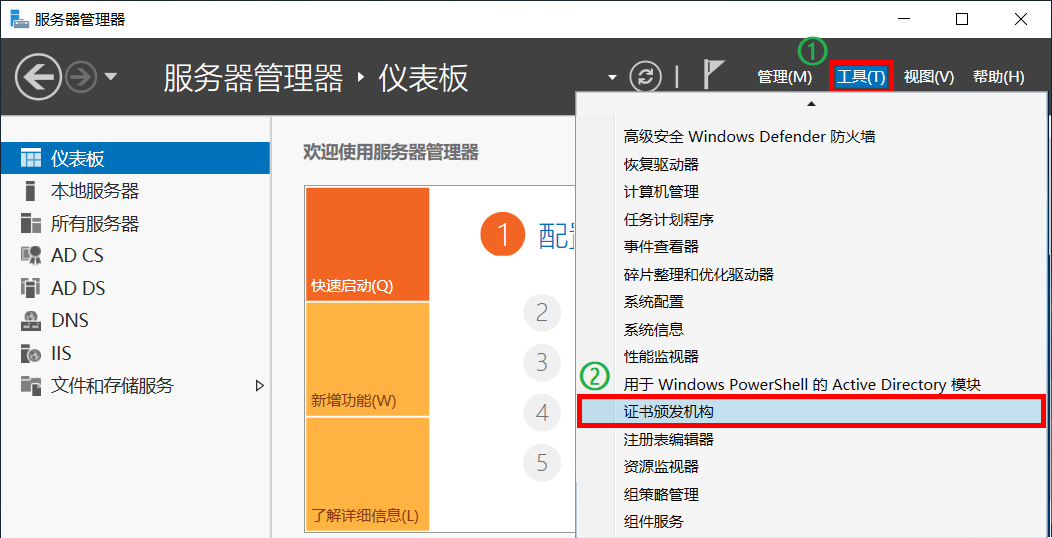 服务器管理器
服务器管理器 ‣ 仪表板
①
管理(M) 工具(T) 视图(V) 帮助(H)
仪表板
本地服务器
所有服务器
AD CS
AD DS
DNS
IIS
文件和存储服务
欢迎使用服务器管理器
快速启动(Q)
新增功能(W)
了解详细信息(L)
1 配
2
3
4
5
高级安全 Windows Defender 防火墙
恢复驱动器
计算机管理
任务计划程序
事件查看器
碎片整理和优化驱动器
系统配置
系统信息
性能监视器
②
用于 Windows PowerShell 的 Active Directory 模块
证书颁发机构
注册表编辑器
资源监视器
组策略管理
组件服务